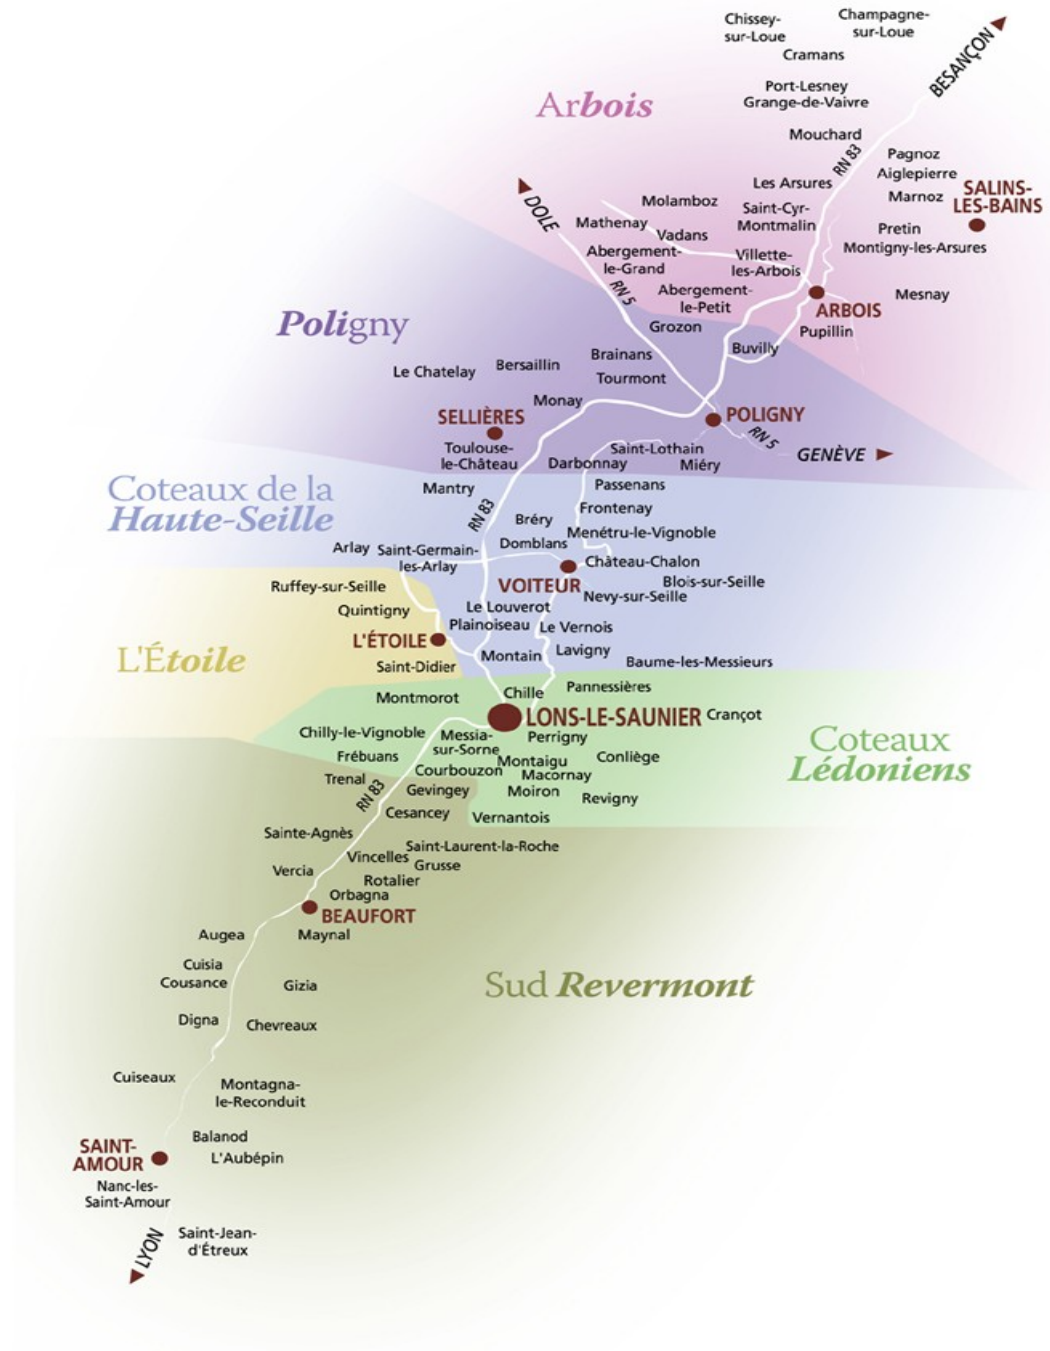 Chissey-
sur-Loue
Champagne-
sur-Loue
Cramans
BESANÇON
Port-Lesney
Grange-de-Vaivre
Arbois
Mouchard
RN 83
Pagnoz
Aiglepierre
Les Arsures
Marnoz
SALINS-
LES-BAINS
DOLE
Molamboz
Saint-Cyr-
Montmalin
Mathenay
Vadans
Pretin
Montigny-les-Arsures
Abergement-
le-Grand
Villette-
les-Arbois
RN 5
Abergement-
le-Petit
Mesnay
ARBOIS
Poligny
Grozon
Pupillin
Buvilly
Brainans
Bersaillin
Le Chatelay
Tourmont
Monay
SELLIÈRES
POLIGNY
RN 5
GENÈVE
Toulouse-
le-Château
Saint-Lothain
Darbonnay
Miéry
Coteaux de la
Haute-Seille
Mantry
Passenans
RN 83
Frontenay
Bréry
Menétru-le-Vignoble
Domblans
Arlay
Saint-Germain-
les-Arlay
Château-Chalon
VOITEUR
Blois-sur-Seille
Ruffey-sur-Seille
Nevy-sur-Seille
Quintigny
Le Louverot
Plainoiseau
Le Vernois
L'ÉTOILE
L'Étoile
Lavigny
Montain
Saint-Didier
Baume-les-Messieurs
Montmorot
Chille
Pannessières
LONS-LE-SAUNIER
Crançot
Chilly-le-Vignoble
Messia-
sur-Sorne
Perrigny
Coteaux
Lédoniens
Frébuans
Montaigu
Conliège
Courbouzon
Macornay
Trenal
RN 83
Gevingey
Moiron
Revigny
Cesancey
Vernantois
Sainte-Agnès
Saint-Laurent-la-Roche
Vincelles
Grusse
Vercia
Rotalier
Orbagna
BEAUFORT
Augea
Maynal
Cuisia
Cousance
Gizia
Sud Revermont
Digna
Chevreaux
Cuiseaux
Montagna-
le-Reconduit
Balanod
SAINT-
AMOUR
L'Aubépin
Nanc-les-
Saint-Amour
LYON
Saint-Jean-
d'Étreux